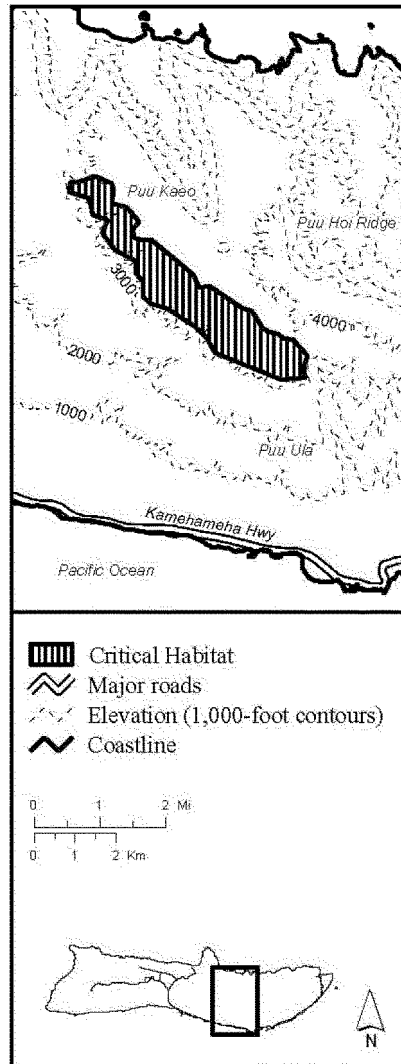 Puu Kaeo
Puu Hoi Ridge
3000
4000
2000
1000
Puu Ula
Kamehameha Hwy
Pacific Ocean
Critical Habitat
Major roads
Elevation (1,000-foot contours)
Coastline
0 1 2 Mi
0 1 2 Km
N